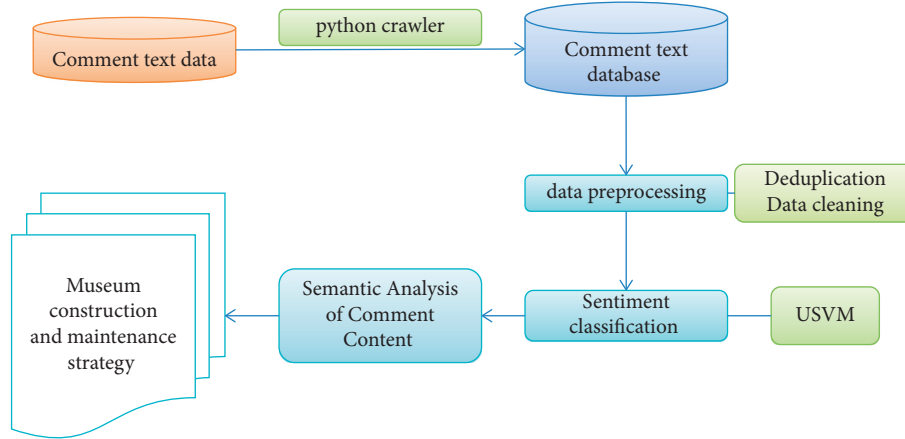 python crawler
Comment text data
Comment text
database
data preprocessing
Deduplication
Data cleaning
Sentiment
classification
USVM
Semantic Analysis
of Comment
Content
Museum
construction
and maintenance
strategy